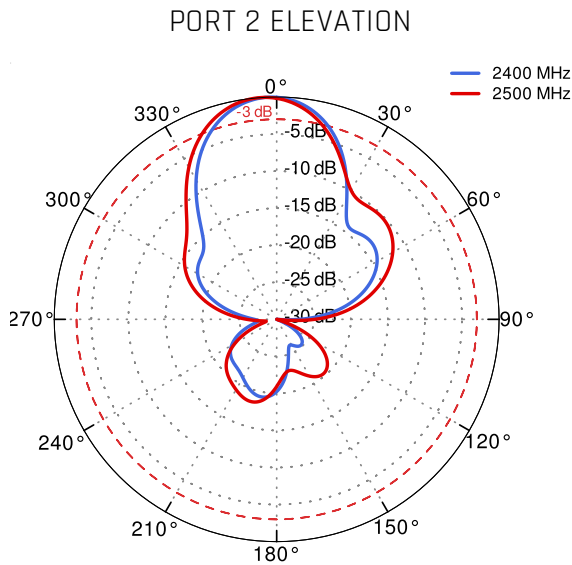 PORT 2 ELEVATION
2400 MHz
2500 MHz
0°
330°
-3 dB
30°
-5 dB
-10 dB
300°
-15 dB
60°
-20 dB
-25 dB
270°
-30 dB
90°
240°
120°
210°
150°
180°